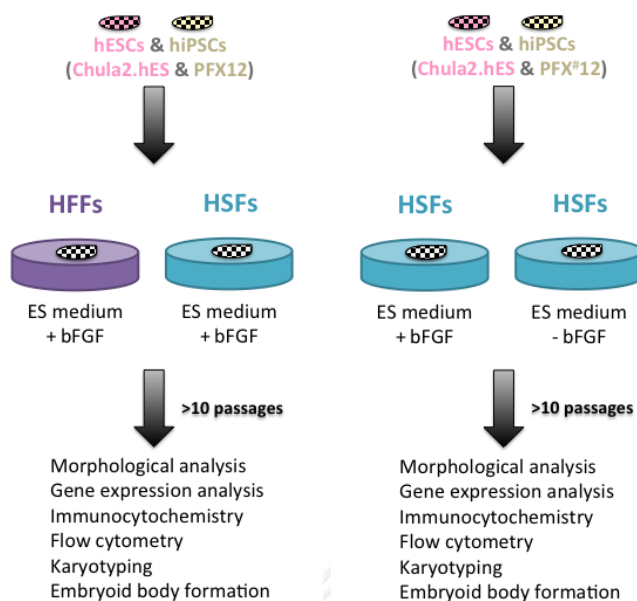 hESCs & hiPSCs
(Chula2.hES & PFX12)
HFFs
HSFs
ES medium
+ bFGF
ES medium
+ bFGF
>10 passages
Morphological analysis
Gene expression analysis
Immunocytochemistry
Flow cytometry
Karyotyping
Embryoid body formation
hESCs & hiPSCs
(Chula2.hES & PFX#12)
HSFs
HSFs
ES medium
+ bFGF
ES medium
- bFGF
>10 passages
Morphological analysis
Gene expression analysis
Immunocytochemistry
Flow cytometry
Karyotyping
Embryoid body formation